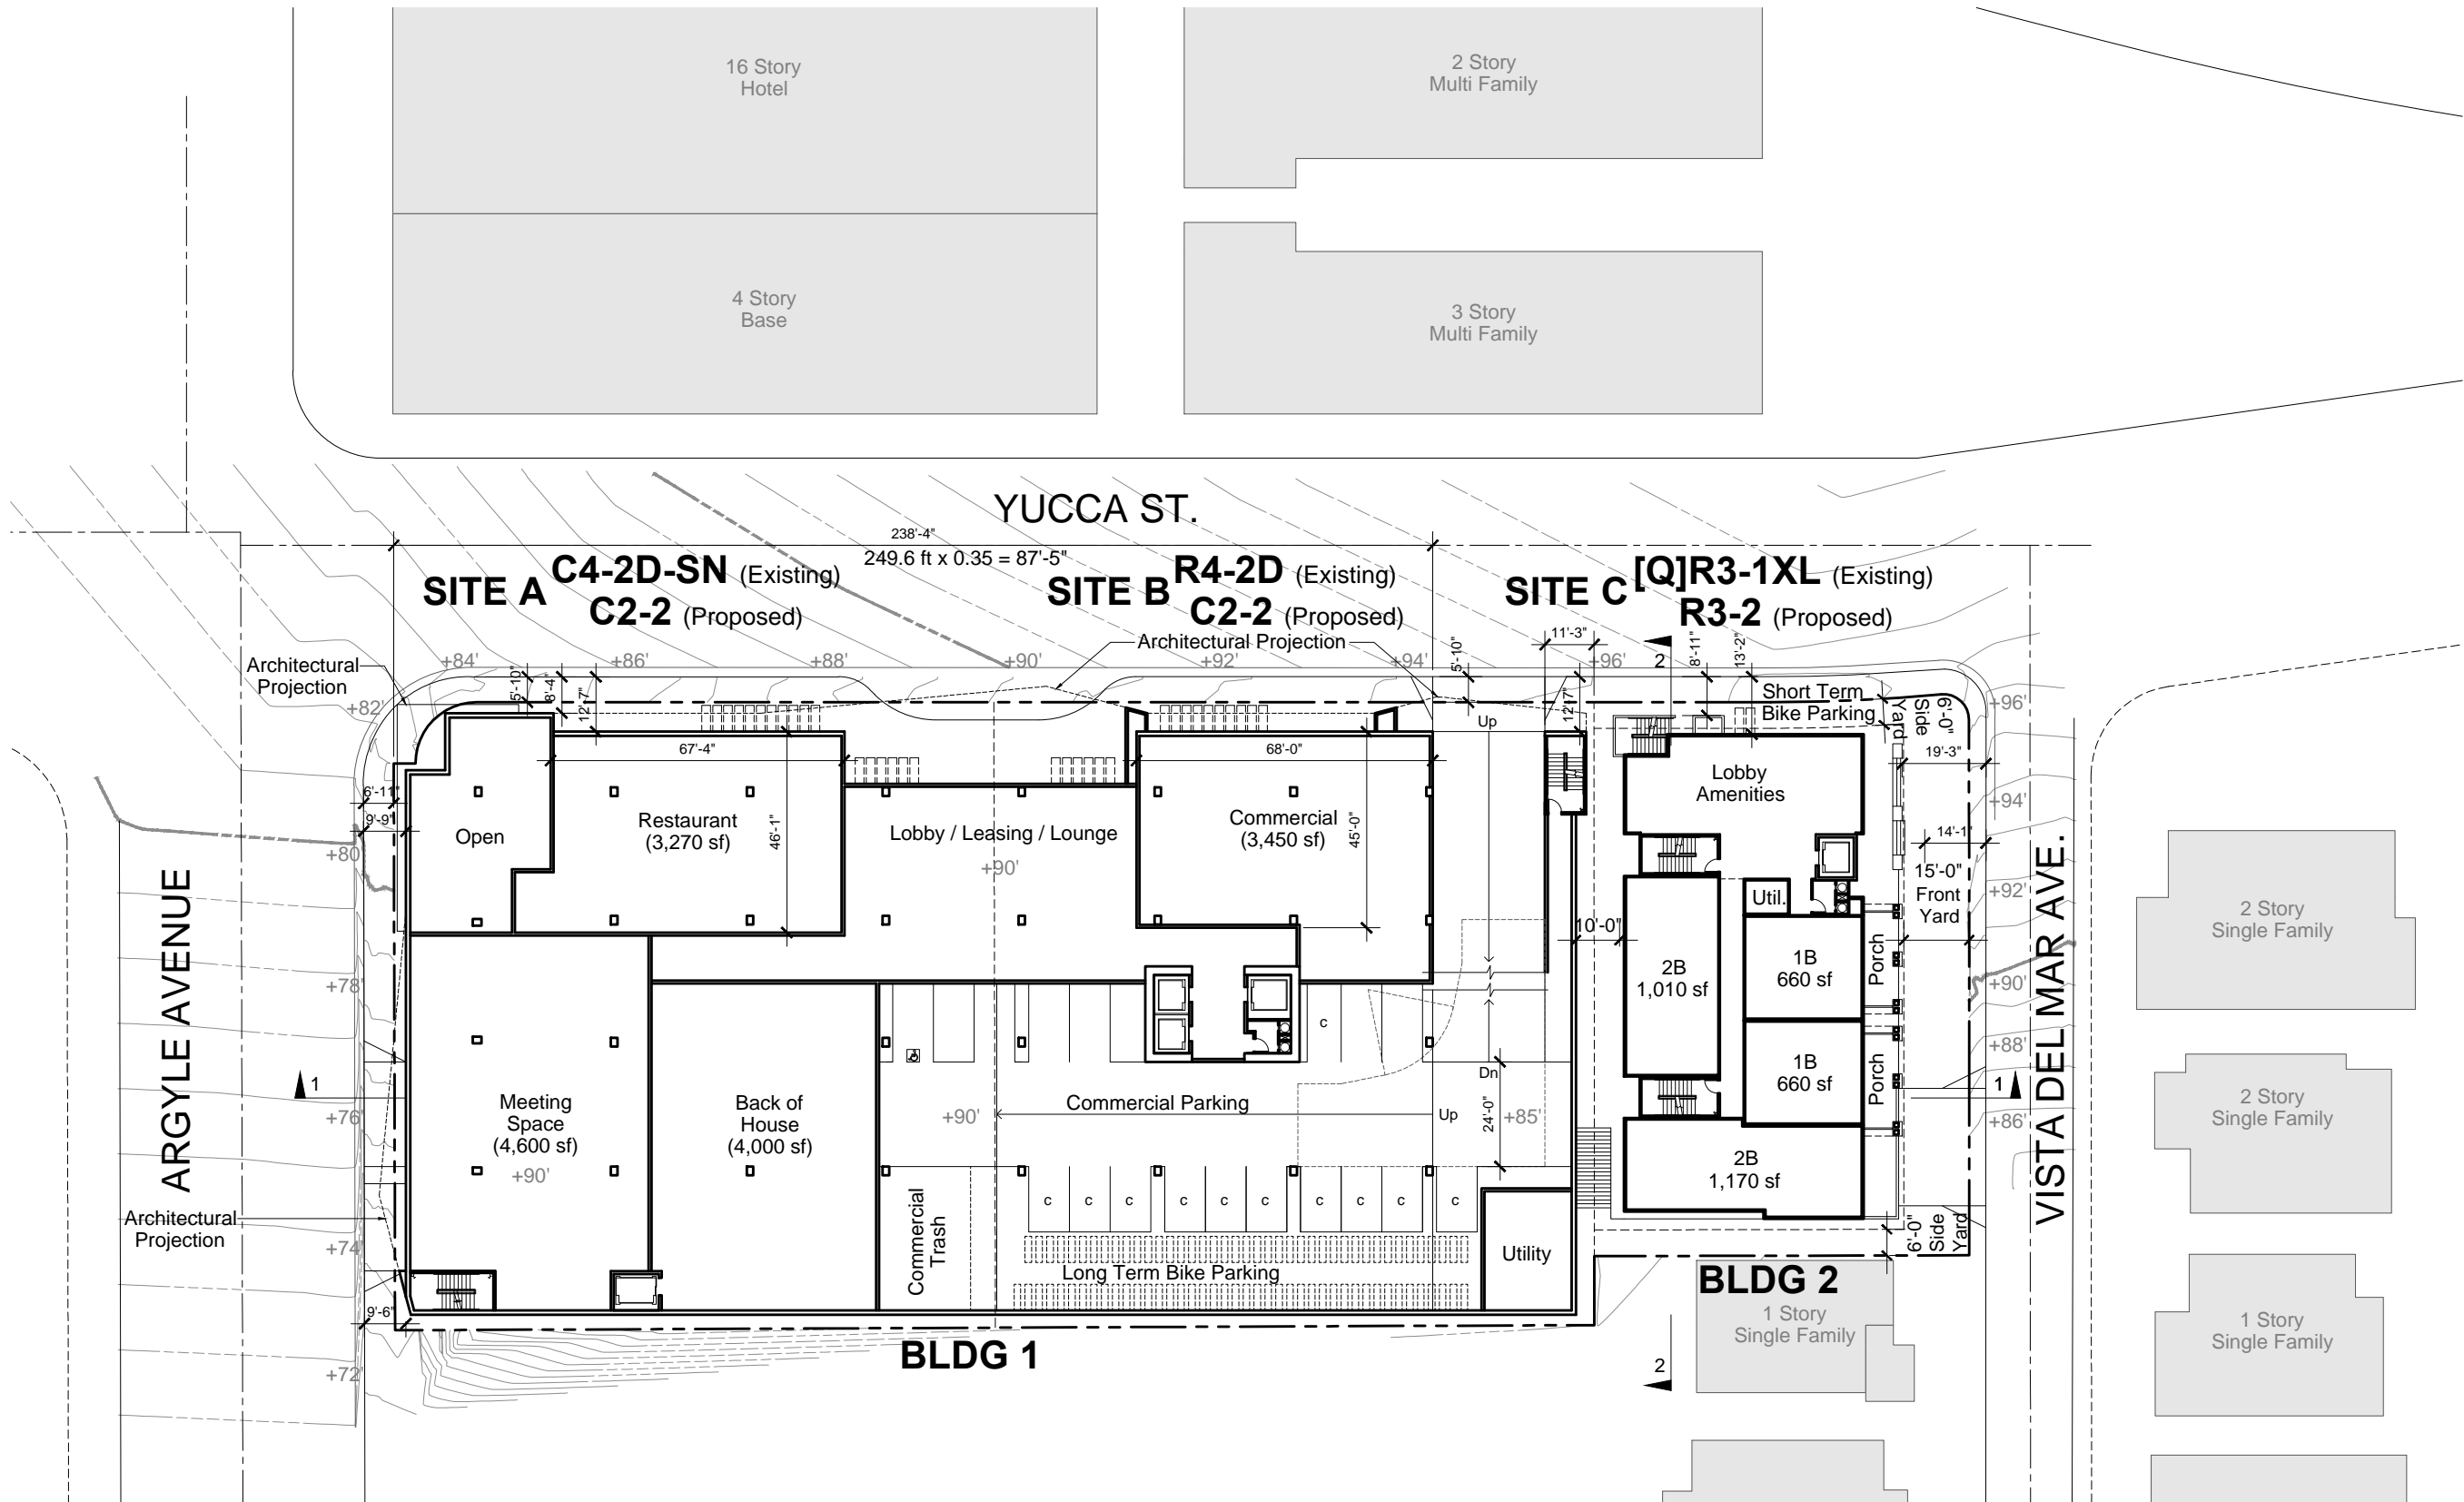 16 Story
Hotel
2 Story
Multi Family
4 Story
Base
3 Story
Multi Family
YUCCA ST.
238'-4"
249.6 ft x 0.35 = 87'-5"
SITE A
C4-2D-SN (Existing)
C2-2 (Proposed)
SITE B
R4-2D (Existing)
C2-2 (Proposed)
SITE C
[Q]R3-1XL (Existing)
R3-2 (Proposed)
Architectural Projection
11'-3"
2
8'-11"
13'-2"
Architectural
Projection
+84'
+86'
+88'
+90'
+92'
+94'
+96'
5'-10"
8'-4"
12'-7"
5'-10"
12'-7"
+82'
Short Term
Bike Parking
Side
Yard
6'-0"
+96'
Up
67'-4"
68'-0"
19'-3"
6'-11"
9'-9"
Open
Restaurant
(3,270 sf)
46'-1"
Lobby / Leasing / Lounge
+90'
Commercial
(3,450 sf)
45'-0"
Lobby
Amenities
+94'
14'-1"
15'-0"
Front
Yard
+80'
+92'
Util.
10'-0"
2B
1,010 sf
1B
660 sf
Porch
+78'
+90'
c
1B
660 sf
Porch
+88'
Dn
1
1
Meeting
Space
(4,600 sf)
+90'
Back of
House
(4,000 sf)
+90'
Commercial Parking
Up
24'-0"
+85'
+76'
+86'
2B
1,170 sf
c
c
c
c
c
c
c
c
c
c
Commercial
Trash
Long Term Bike Parking
Utility
Architectural
Projection
+74'
6'-0"
Side
Yard
9'-6"
+72'
BLDG 1
BLDG 2
1 Story
Single Family
2
ARGYLE AVENUE
VISTA DEL MAR AVE.
2 Story
Single Family
2 Story
Single Family
1 Story
Single Family